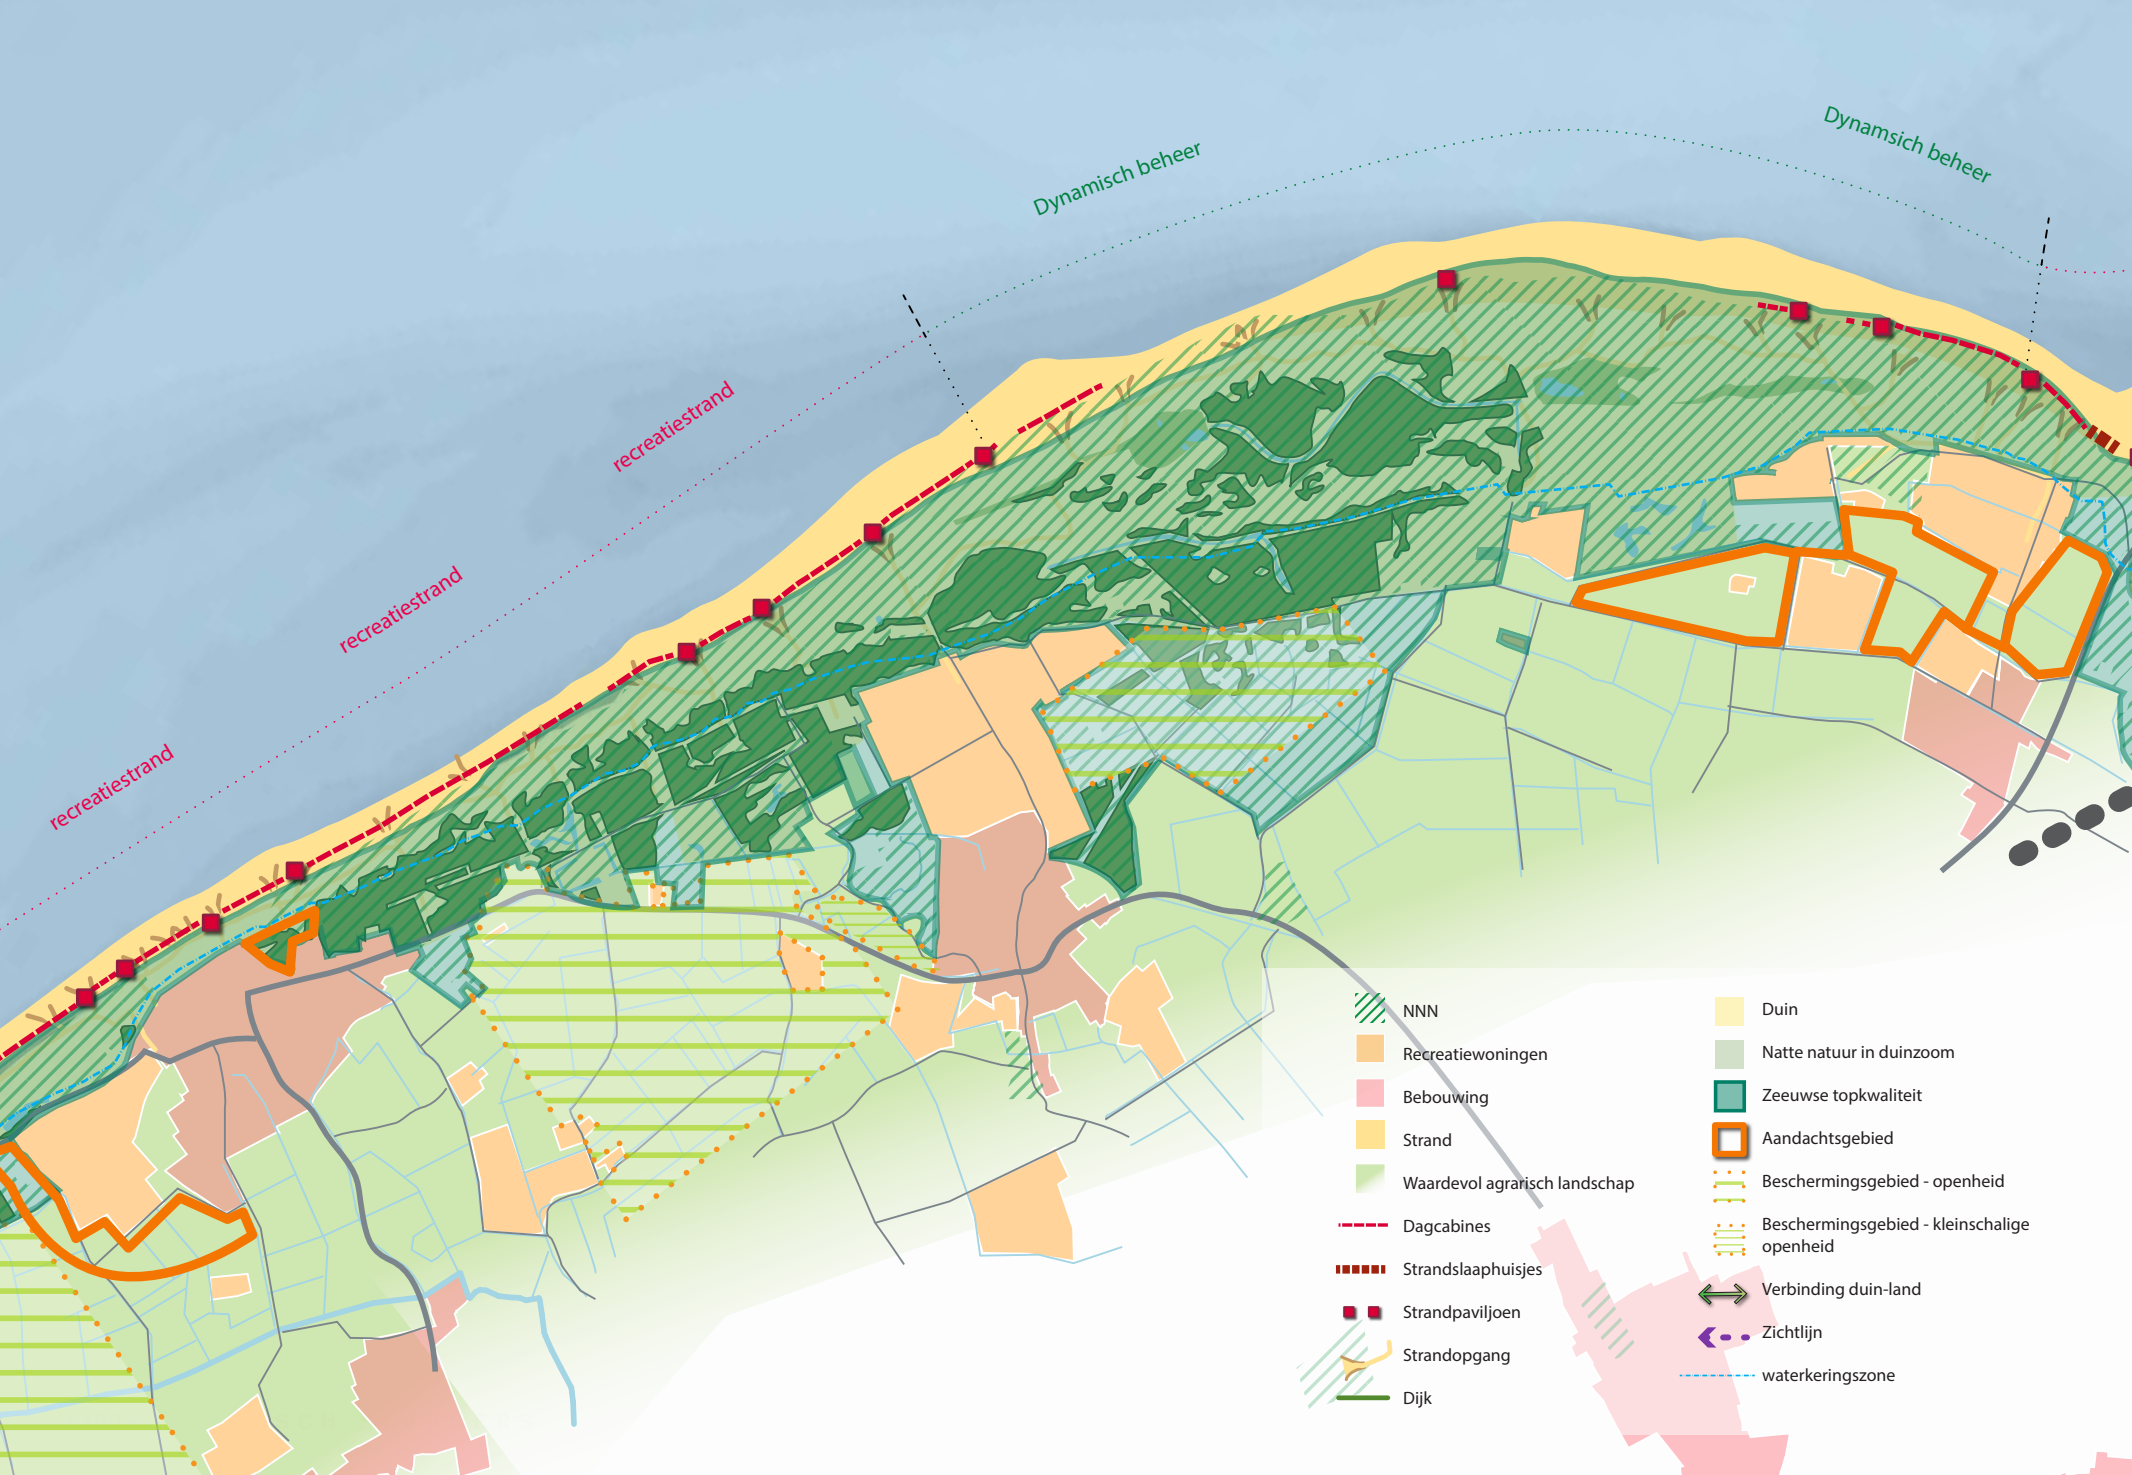 Dynamsich beheer
Dynamisch beheer
recreatiestrand
recreatiestrand
recreatiestrand
NNN
Recreatiewoningen
Bebouwing
Strand
Waardevol agrarisch landschap
Dagcabines
Strandslaaphuisjes
Strandpaviljoen
Strandopgang
Dijk
Duin
Natte natuur in duinzoom
Zeeuwse topkwaliteit
Aandachtsgebied
Beschermingsgebied - openheid
Beschermingsgebied - kleinschalige
openheid
Verbinding duin-land
Zichtlijn
waterkeringszone